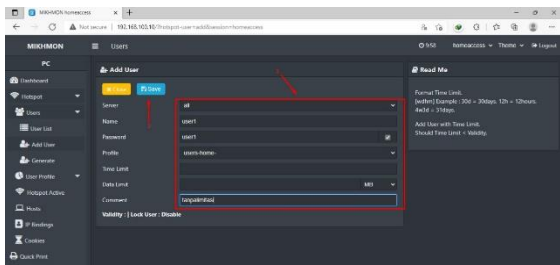 MIKHMON homeaccess
Not secure | 192.168.100.10/?hotspot-user=add&session=homeaccess
MIKHMON
Users
9:58
homeaccess
Theme
Logout
PC
Dashboard
Hotspot
Users
User List
Add User
Generate
User Profile
Hotspot Active
Hosts
IP Bindings
Cookies
Quick Print
Add User
Close
Save
Server
all
Name
user1
Password
user1
Profile
users-home-
Time Limit
Data Limit
MB
Comment
Validity : | Lock User : Disable
Read Me
Format Time Limit.
[wdhm] Example : 30d = 30days, 12h = 12hours,
4w3d = 31days.
Add User with Time Limit.
Should Time Limit < Validity.